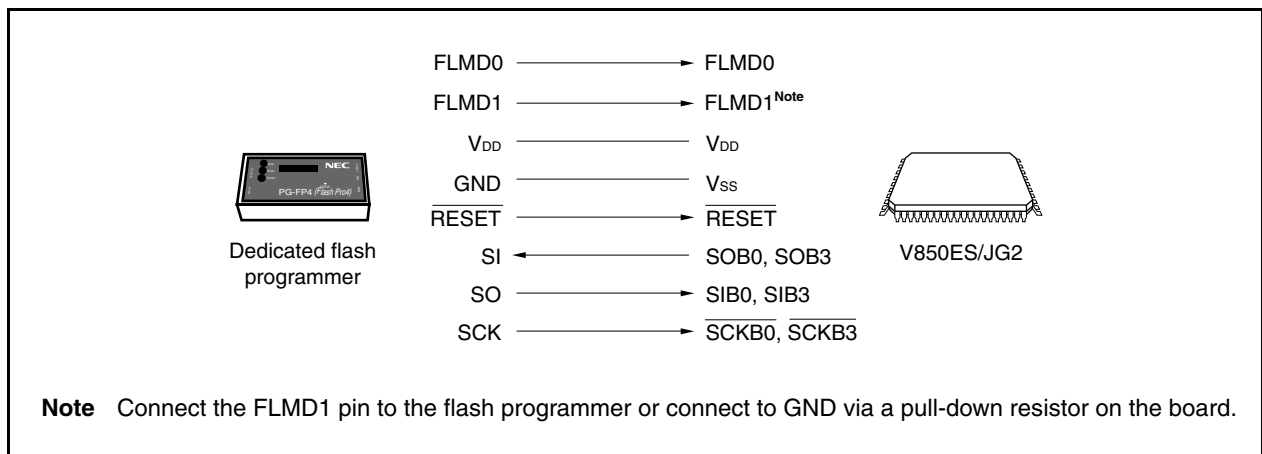 FLMD0 FLMD0
FLMD1 FLMD1Note
VDD VDD
GND VSS
RESET RESET
SI SOB0, SOB3
SO SIB0, SIB3
SCK SCKB0, SCKB3
NEC
PG-FP4 (Flash Pro4)
Dedicated flash
programmer
V850ES/JG2
Note Connect the FLMD1 pin to the flash programmer or connect to GND via a pull-down resistor on the board.